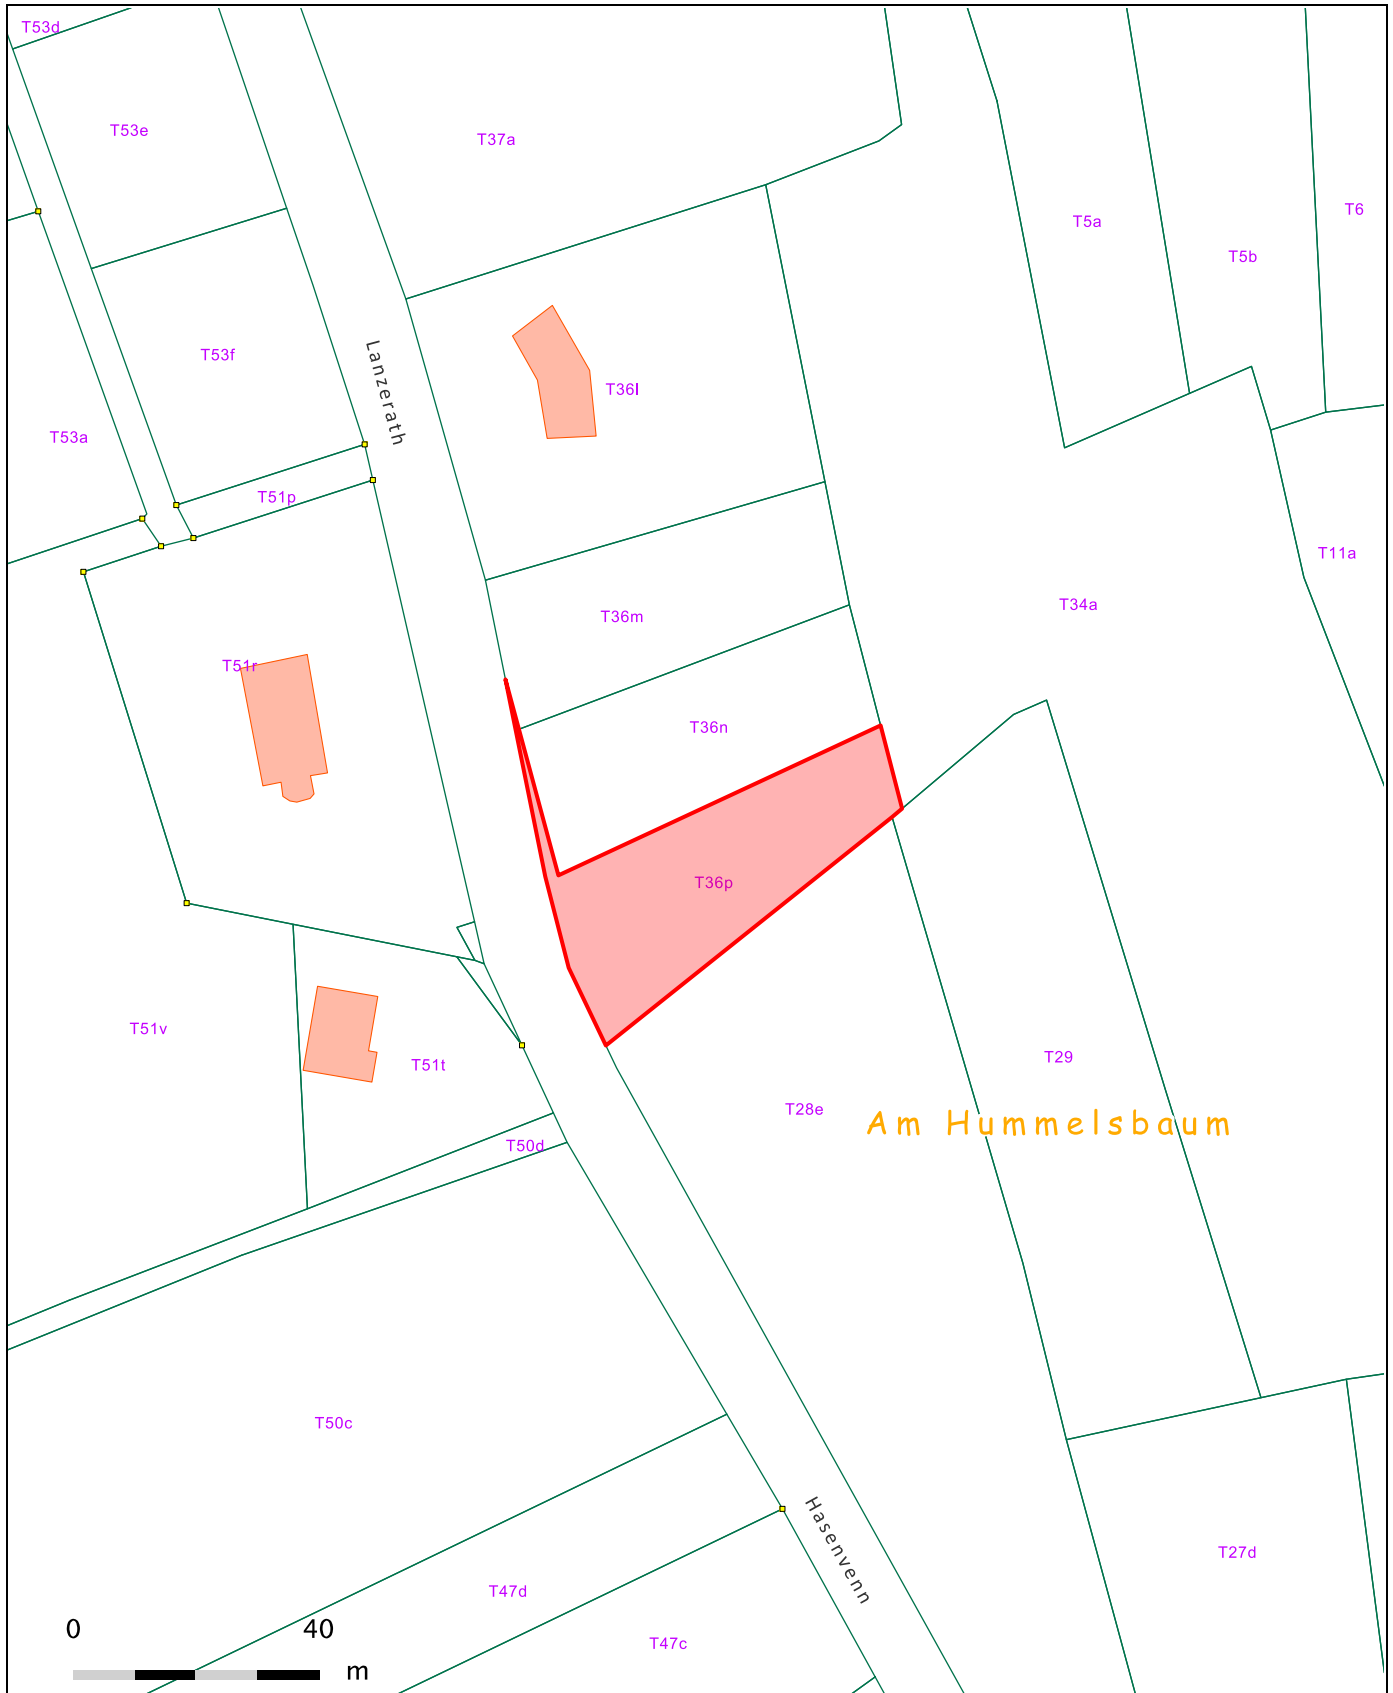 T53d
T53e
T37a
T6
T5a
T5b
T53f
Lanzerath
T36l
T53a
T51p
T11a
T34a
T36m
T51r
T36n
T36p
T51v
T51t
T29
T28e
Am Hummelsbaum
T50d
T50c
Hasenvenn
T27d
T47d
T47c
0 40
m